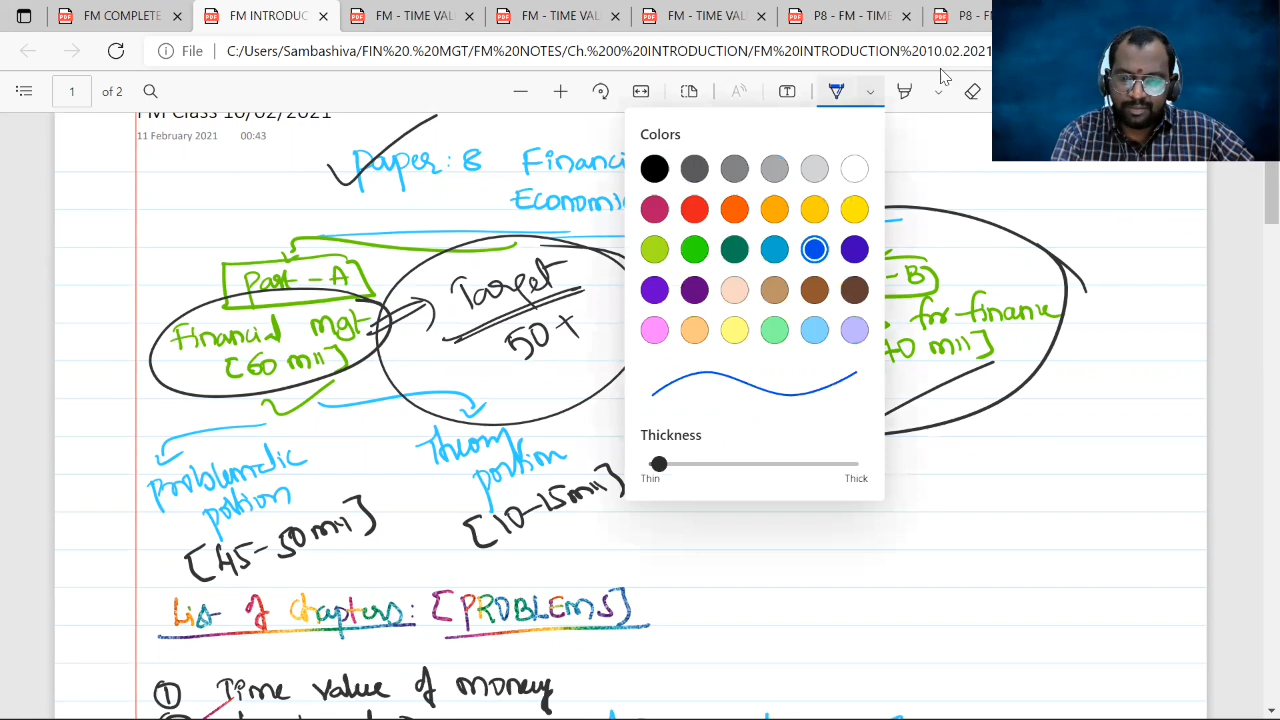 FM COMPLETE
FM INTRODUC
FM - TIME VAL
FM - TIME VAL
FM - TIME VAL
P8 - FM - TIME
P8 - F
File
C:/Users/Sambashiva/FIN%20.%20MGT/FM%20NOTES/Ch.%200%20INTRODUCTION/FM%20INTRODUCTION%2010.02.2021
1 of 2
FM Class 10/02/2021
11 February 2021 00:43
Colors
Paper: 8 Financi
Economi
Part - A
Target
- B
Financial mgt
50+
for finance
[60 m]
40 m]
Thickness
Thin Thick
Problematic
portion
Theory
portion
[45-50m]
[10-15m]
List of chapters: [PROBLEMS]
① Time value of money